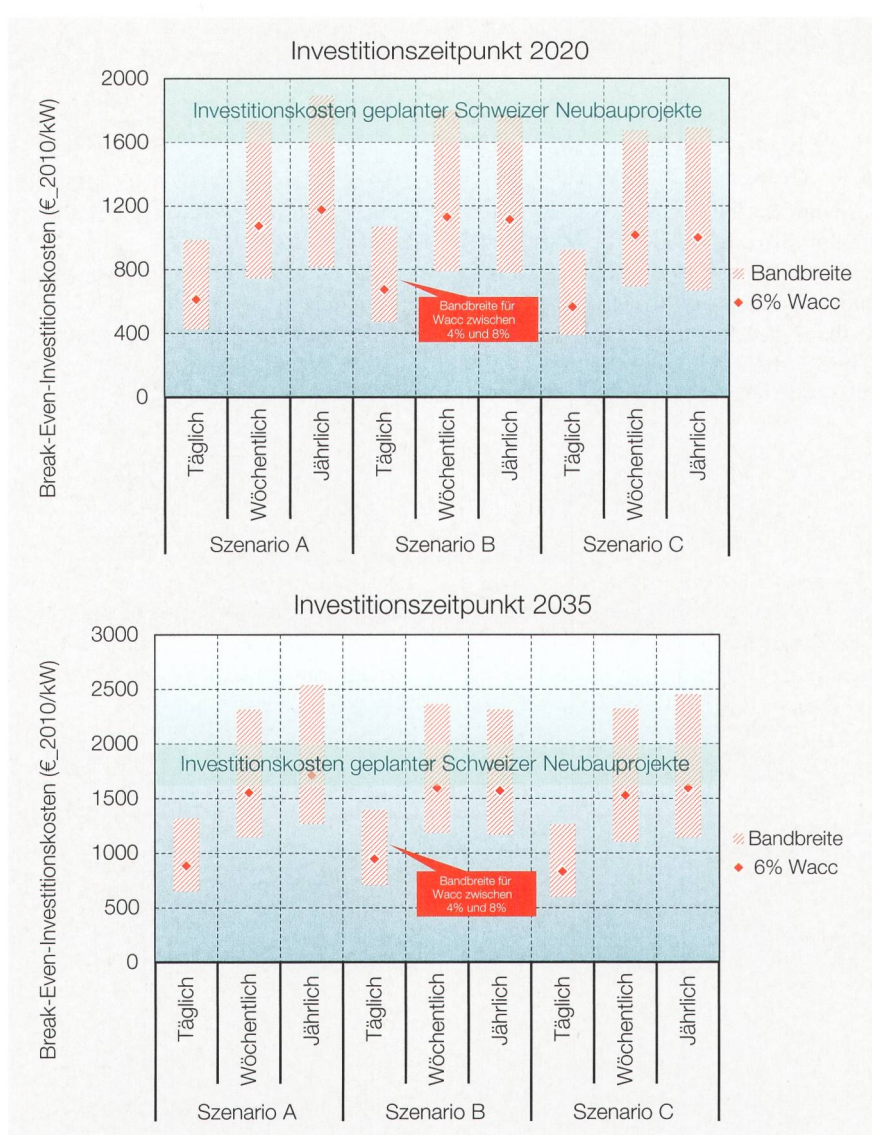 Investitionszeitpunkt 2020
Break-Even-Investitionskosten (€_2010/kW)
2000
1600
1200
800
400
0
Investitionskosten geplanter Schweizer Neubauprojekte
Bandbreite für
Wacc zwischen
4% und 8%
Bandbreite
6% Wacc
Täglich
Wöchentlich
Jährlich
Täglich
Wöchentlich
Jährlich
Täglich
Wöchentlich
Jährlich
Szenario A
Szenario B
Szenario C
Investitionszeitpunkt 2035
Break-Even-Investitionskosten (€_2010/kW)
3000
2500
2000
1500
1000
500
0
Investitionskosten geplanter Schweizer Neubauprojekte
Bandbreite für
Wacc zwischen
4% und 8%
Bandbreite
6% Wacc
Täglich
Wöchentlich
Jährlich
Täglich
Wöchentlich
Jährlich
Täglich
Wöchentlich
Jährlich
Szenario A
Szenario B
Szenario C